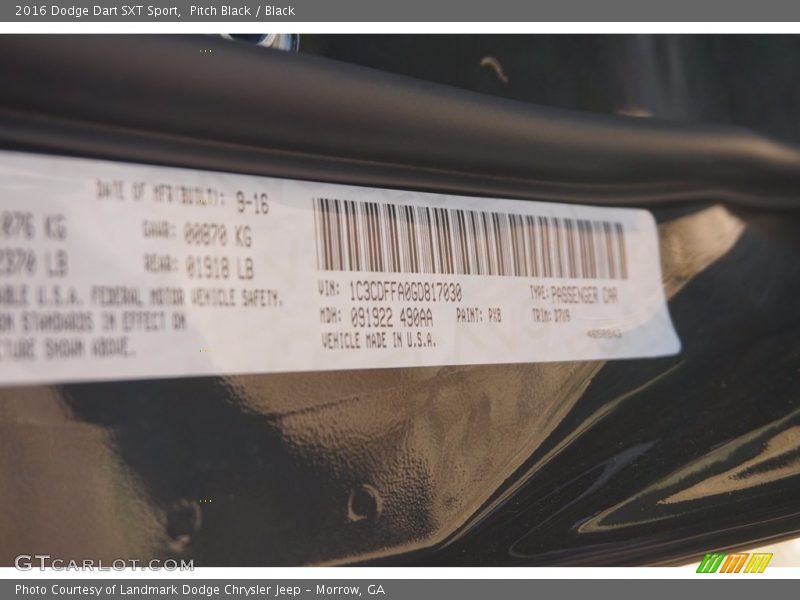 2016 Dodge Dart SXT Sport, Pitch Black / Black
DATE OF MFR(BUILT): 9-16
076 KG GAWR: 00870 KG
2370 LB REAR: 01918 LB
ABLE U.S.A. FEDERAL MOTOR VEHICLE SAFETY.
ON STANDARDS IN EFFECT ON
CTURE SHOWN ABOVE.
VIN: 1C3CDFFA0GD817030 TYPE: PASSENGER CAR
MDH: 091922 490AA PAINT: PX8 TRIM: D7V9
VEHICLE MADE IN U.S.A.
GTCARLOT.COM
Photo Courtesy of Landmark Dodge Chrysler Jeep - Morrow, GA